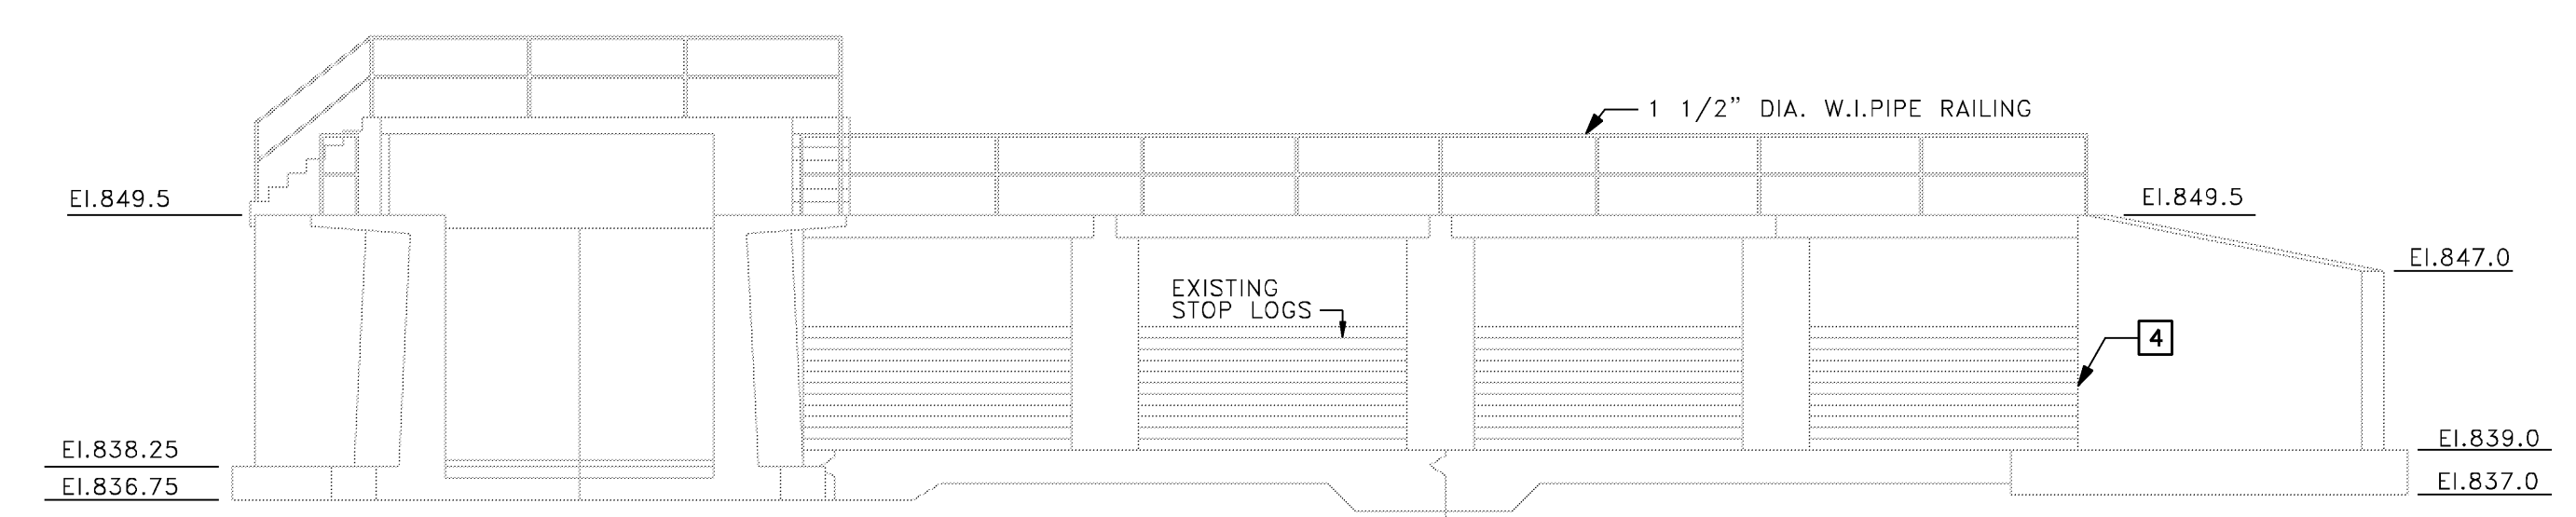 1 1/2" DIA. W.I.PIPE RAILING
El.849.5
El.849.5
El.847.0
EXISTING
STOP LOGS
4
El.838.25
El.839.0
El.836.75
El.837.0